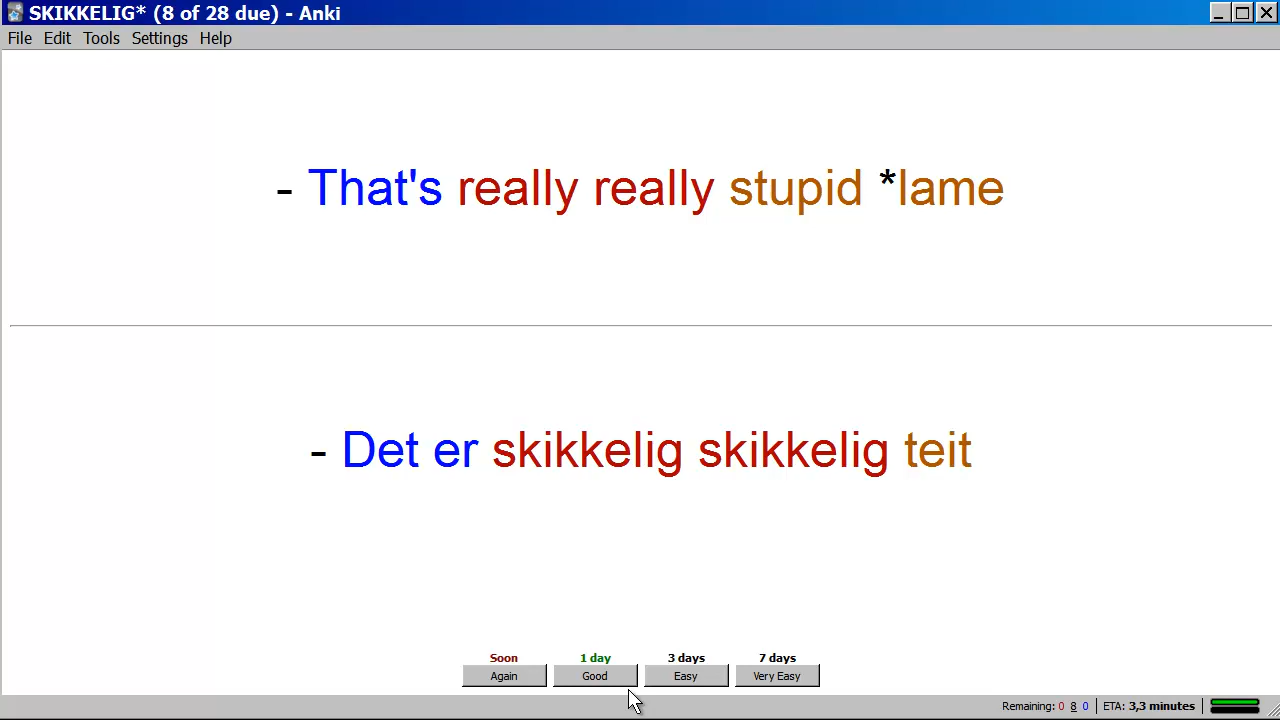 SKIKKELIG* (8 of 28 due) - Anki
File Edit Tools Settings Help
- That's really really stupid *lame
- Det er skikkelig skikkelig teit
Soon 1 day 3 days 7 days
Again Good Easy Very Easy
Remaining: 0 8 0 ETA: 3,3 minutes